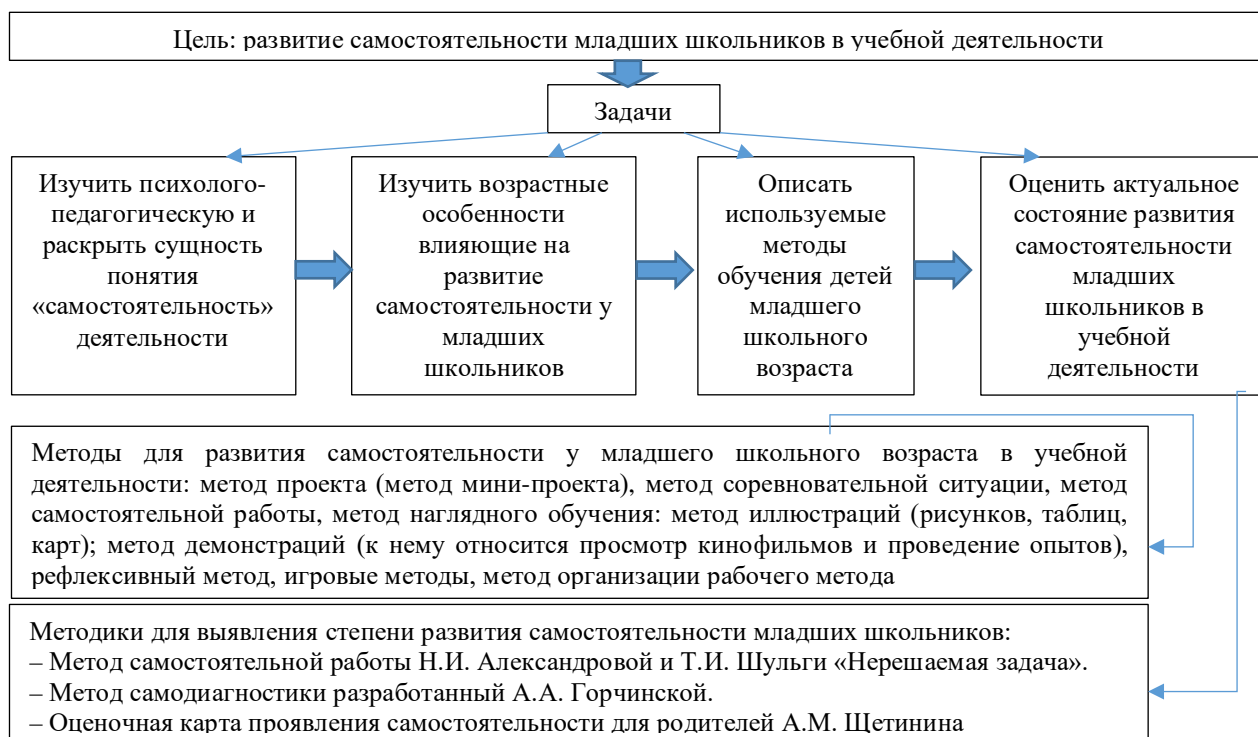 Цель: развитие самостоятельности младших школьников в учебной деятельности
Задачи
Изучить психолого-
педагогическую и
раскрыть сущность
понятия
«самостоятельность»
деятельности
Изучить возрастные
особенности
влияющие на
развитие
самостоятельности у
младших
школьников
Описать
используемые
методы
обучения детей
младшего
школьного
возраста
Оценить актуальное
состояние развития
самостоятельности
младших
школьников в
учебной
деятельности
Методы для развития самостоятельности у младшего школьного возраста в учебной
деятельности: метод проекта (метод мини-проекта), метод соревновательной ситуации, метод
самостоятельной работы, метод наглядного обучения: метод иллюстраций (рисунков, таблиц,
карт); метод демонстраций (к нему относится просмотр кинофильмов и проведение опытов),
рефлексивный метод, игровые методы, метод организации рабочего метода
Методики для выявления степени развития самостоятельности младших школьников:
– Метод самостоятельной работы Н.И. Александровой и Т.И. Шульги «Нерешаемая задача».
– Метод самодиагностики разработанный А.А. Горчинской.
– Оценочная карта проявления самостоятельности для родителей А.М. Щетинина